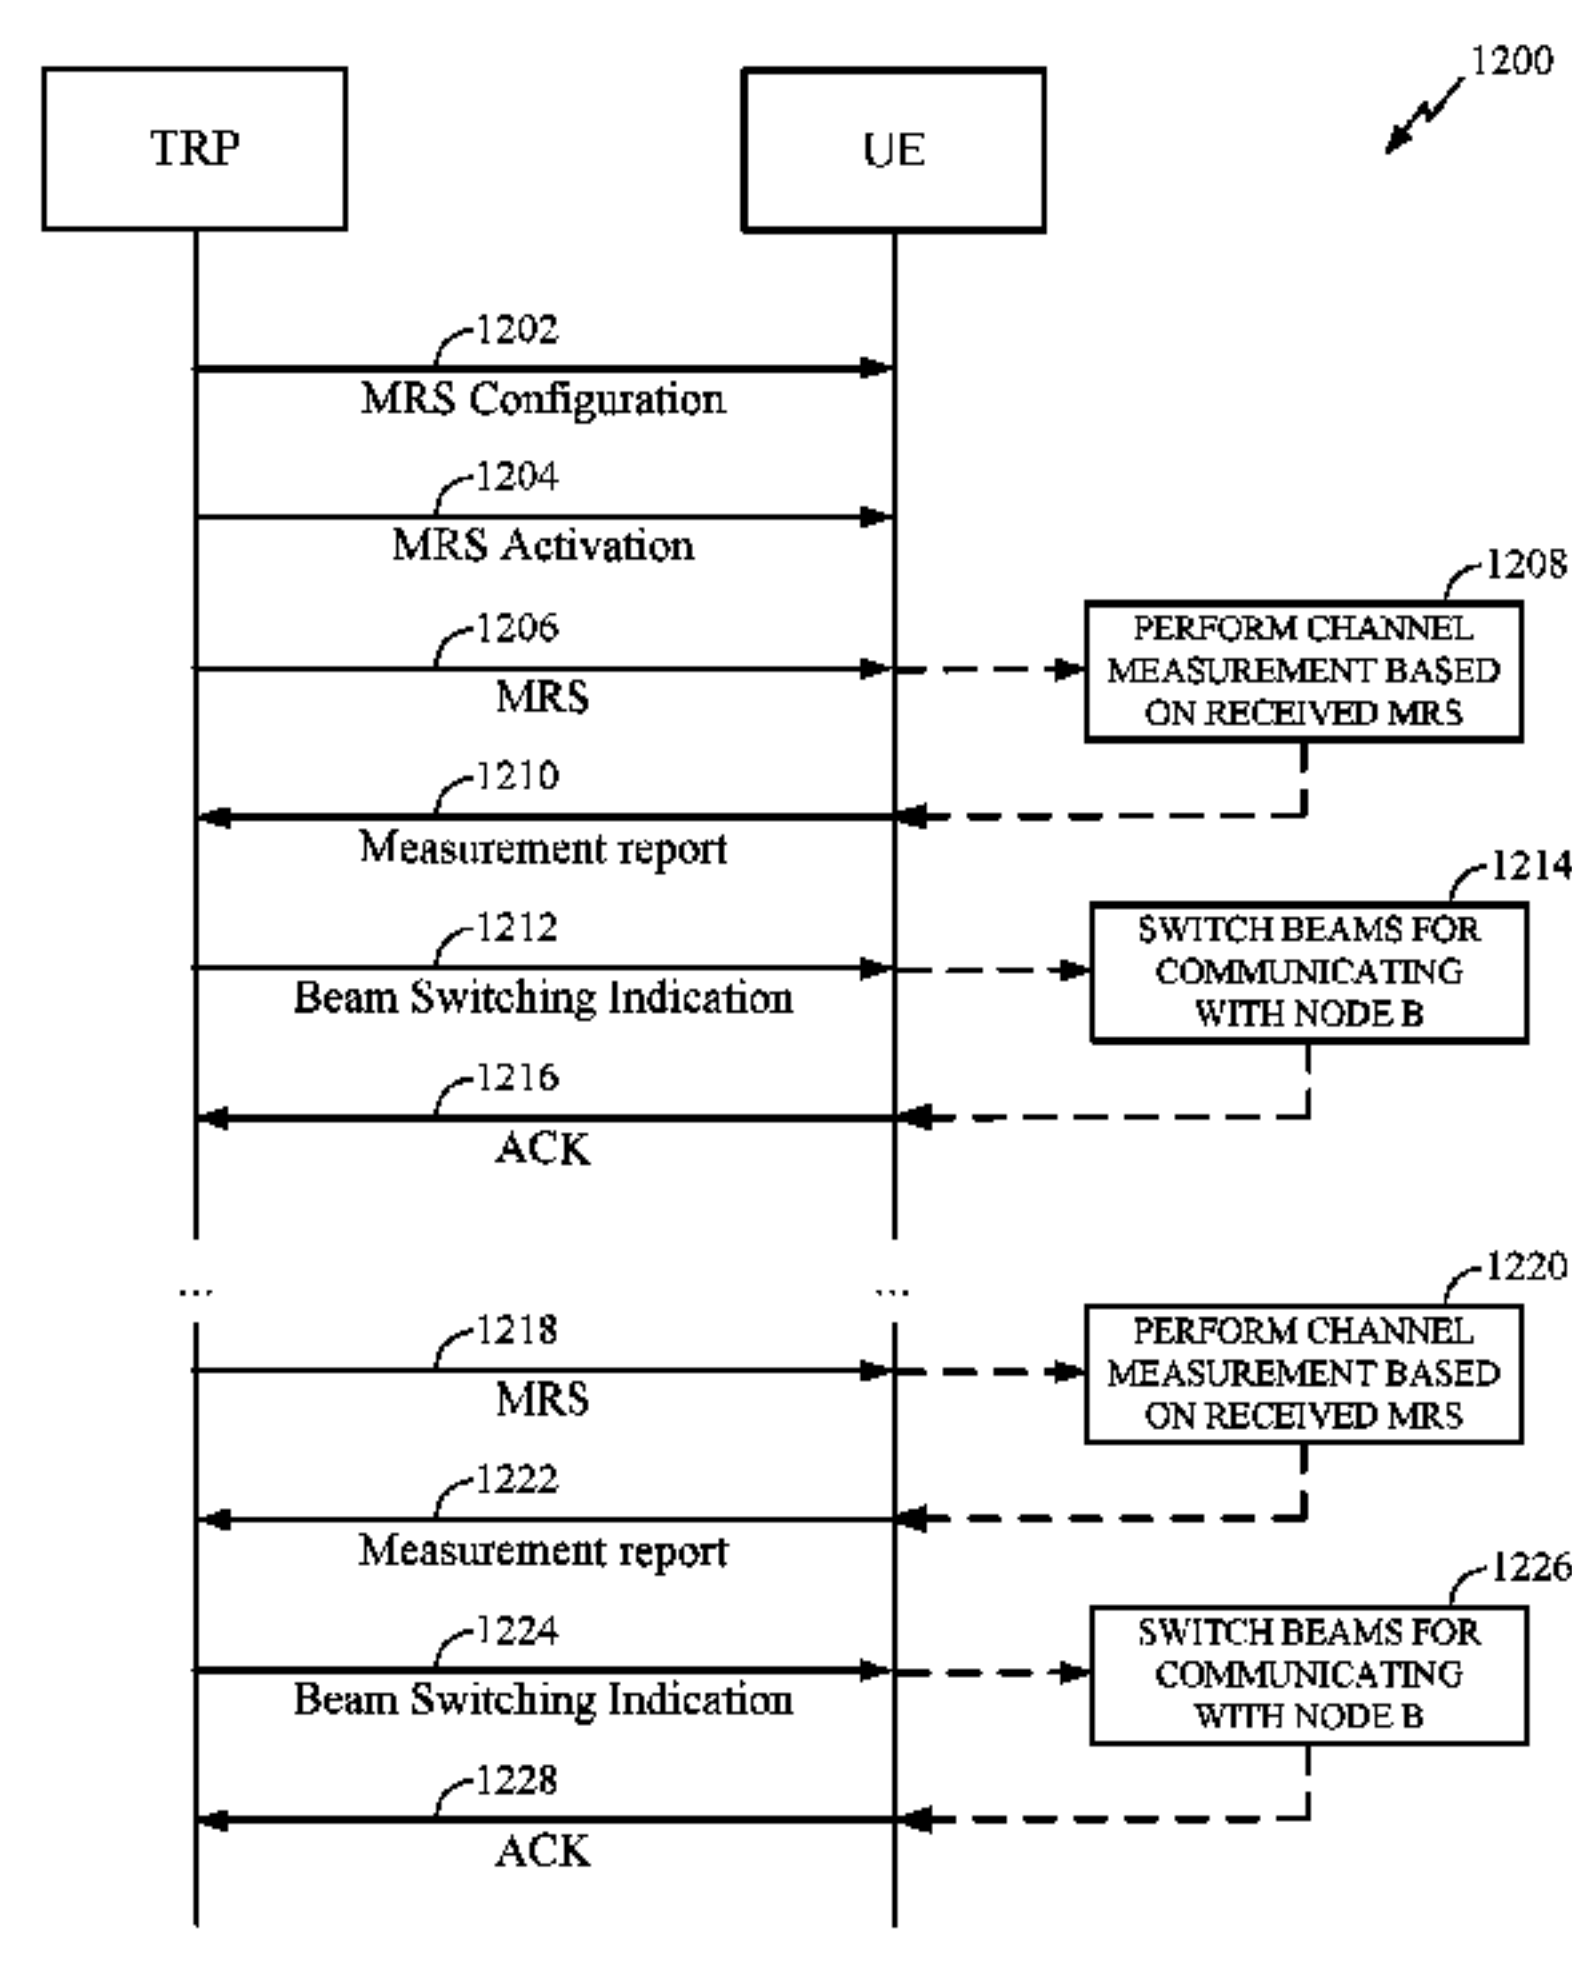 1200
TRP
UE
1202
MRS Configuration
1204
MRS Activation
1206
MRS
1208
PERFORM CHANNEL
MEASUREMENT BASED
ON RECEIVED MRS
1210
Measurement report
1212
Beam Switching Indication
1214
SWITCH BEAMS FOR
COMMUNICATING
WITH NODE B
1216
ACK
...
...
1218
MRS
1220
PERFORM CHANNEL
MEASUREMENT BASED
ON RECEIVED MRS
1222
Measurement report
1224
Beam Switching Indication
1226
SWITCH BEAMS FOR
COMMUNICATING
WITH NODE B
1228
ACK